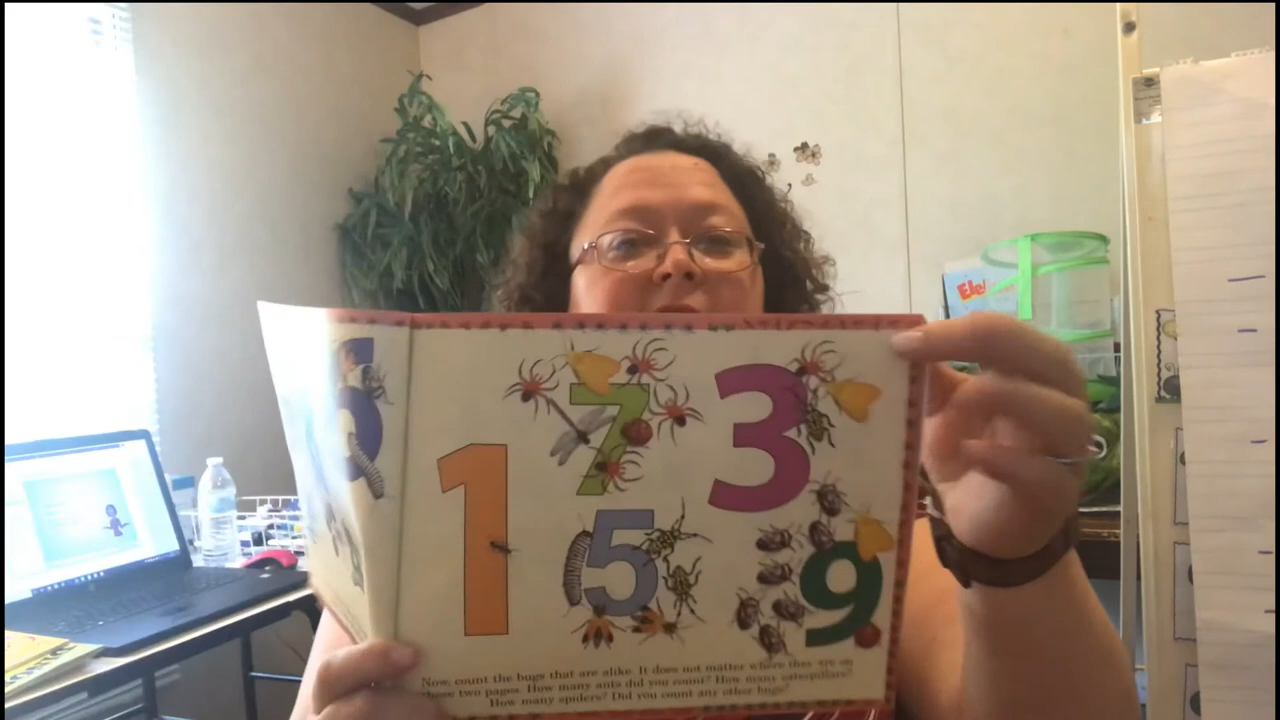 7 3
1
5
9
Now, count the bugs that are alike. It does not matter where they are on
these two pages. How many ants did you count? How many caterpillars?
How many spiders? Did you count any other bugs?
Ele